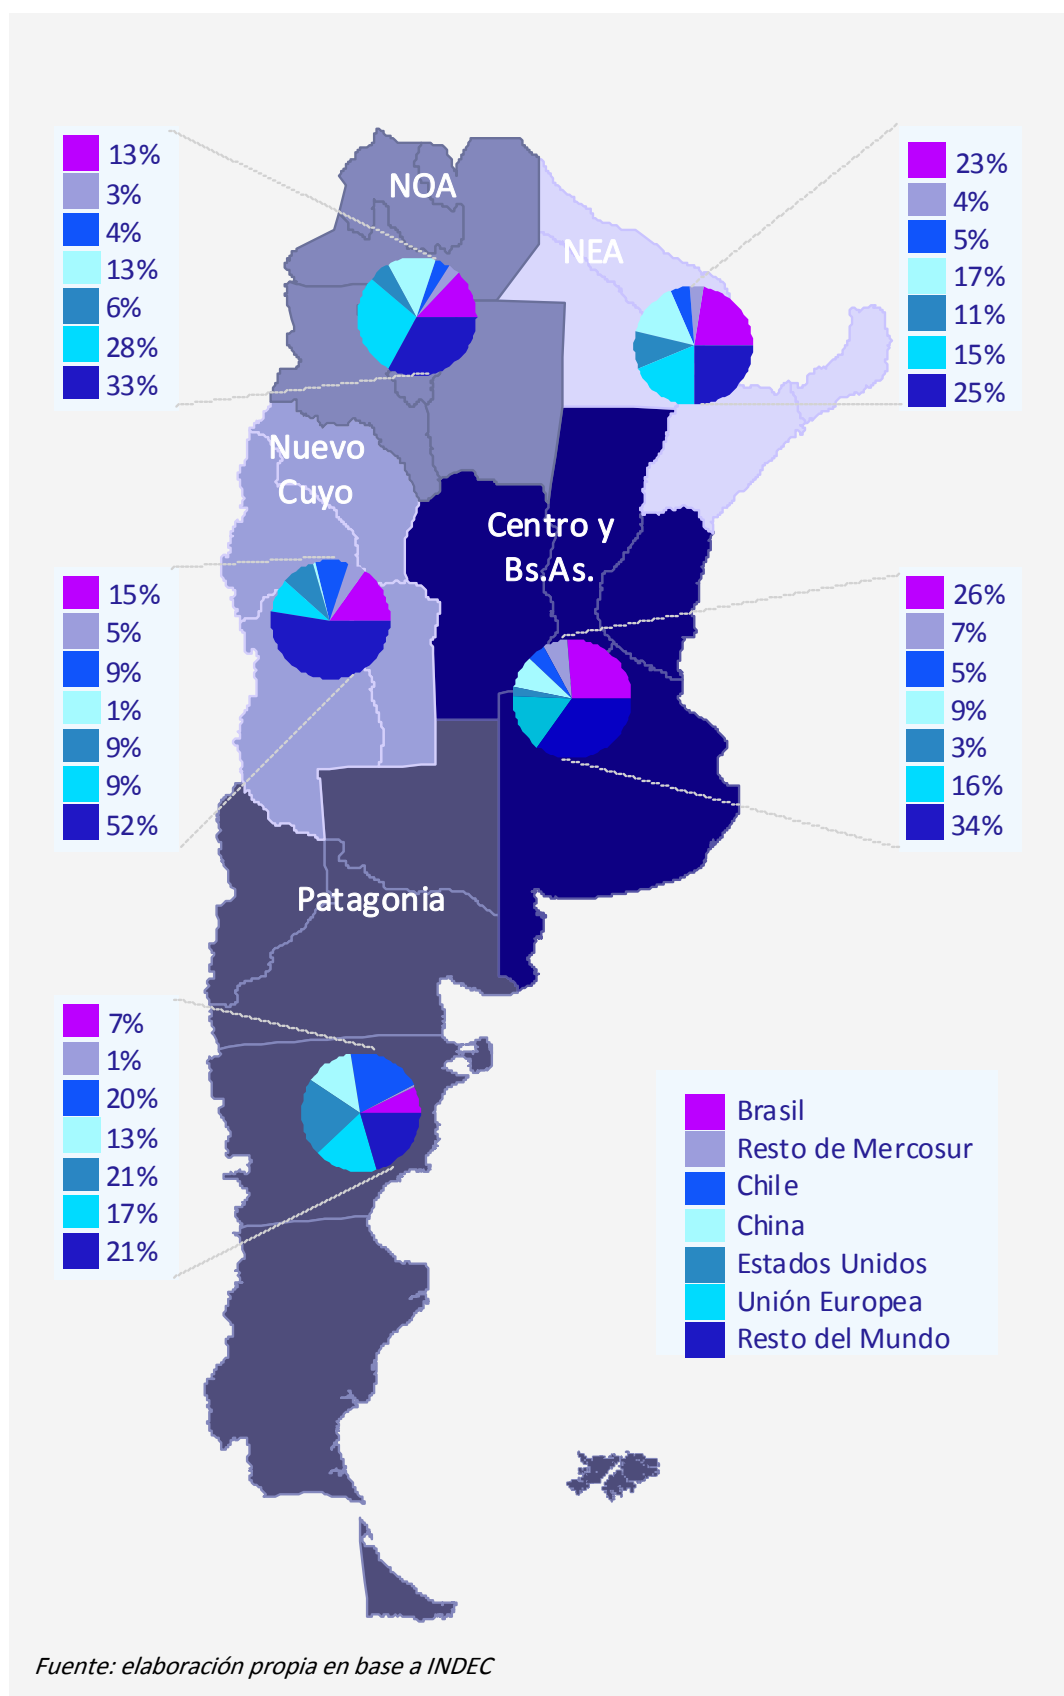 NOA
13%
3%
4%
13%
6%
28%
33%
NEA
23%
4%
5%
17%
11%
15%
25%
Nuevo
Cuyo
15%
5%
9%
1%
9%
9%
52%
Centro y
Bs.As.
26%
7%
5%
9%
3%
16%
34%
Patagonia
7%
1%
20%
13%
21%
17%
21%
Brasil
Resto de Mercosur
Chile
China
Estados Unidos
Unión Europea
Resto del Mundo
Fuente: elaboración propia en base a INDEC